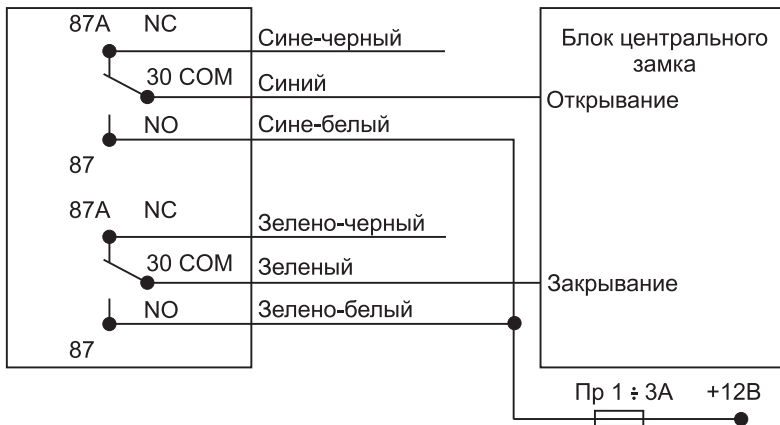 87A NC
Сине-черный
30 COM
Синий
NO
Сине-белый
87
87A NC
Зелено-черный
30 COM
Зеленый
NO
Зелено-белый
87
Блок центрального
замка
Открывание
Закрывание
Пр 1 ÷ 3А +12В